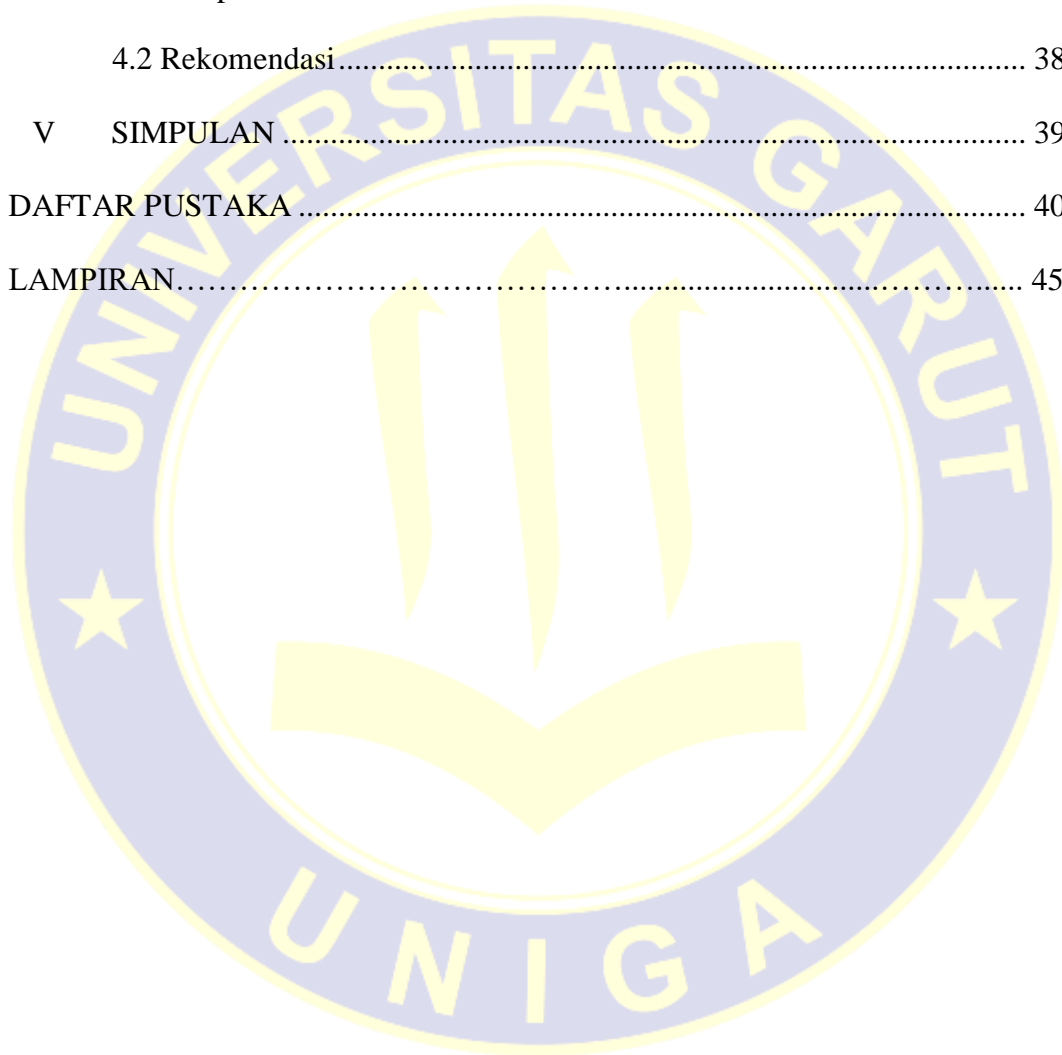 4.2 Rekomendasi.................................................................................... 38
V SIMPULAN ........................................................................................... 39
DAFTAR PUSTAKA ......................................................................................... 40
LAMPIRAN……………………………………..............................……….... 45
UNIVERSITAS GARUT
UNIGA